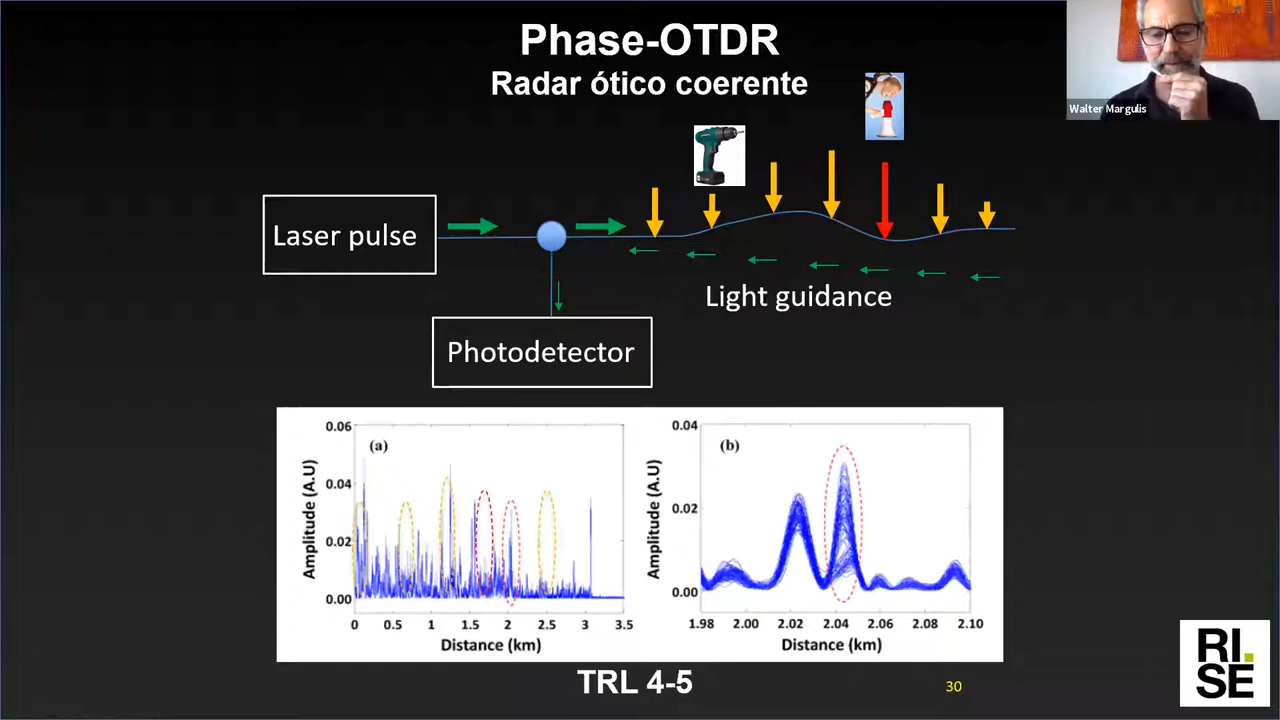 Phase-OTDR
Radar ótico coerente
Walter Margulis
Laser pulse
Light guidance
Photodetector
(a)
Amplitude (A.U)
0.06
0.04
0.02
0.00
0 0.5 1 1.5 2 2.5 3 3.5
Distance (km)
(b)
Amplitude (A.U)
0.04
0.02
0.00
1.98 2.00 2.02 2.04 2.06 2.08 2.10
Distance (km)
TRL 4-5
30
RI.
SE